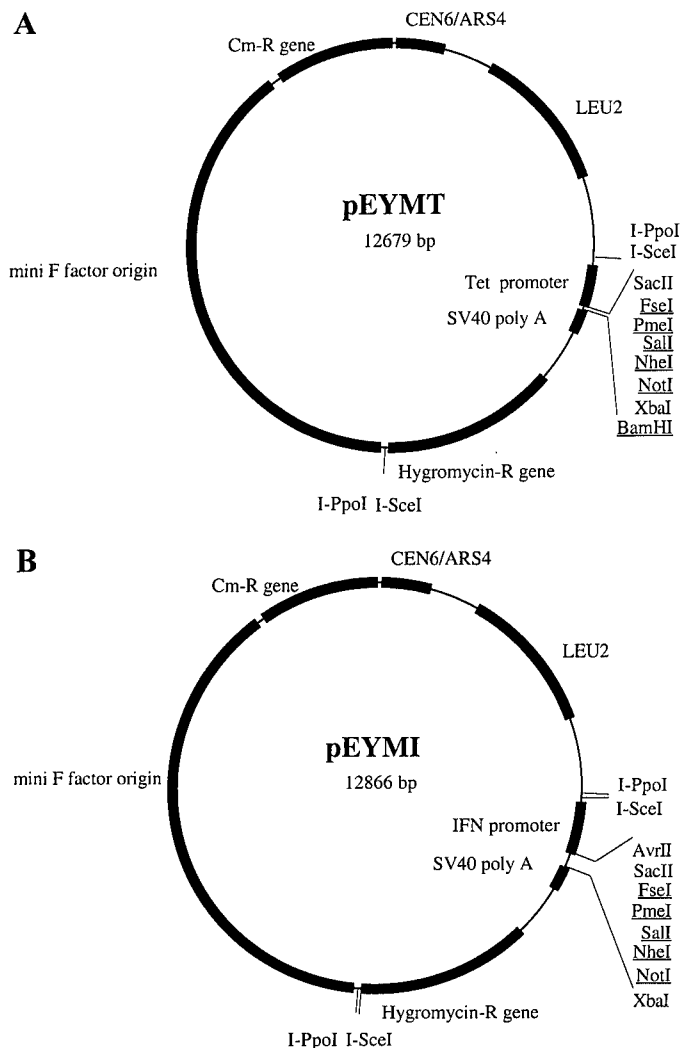 A
CEN6/ARS4
Cm-R gene
LEU2
pEYMT
12679 bp
I-PpoI
I-SceI
mini F factor origin
Tet promoter
SacII
SV40 poly A
FseI
PmeI
SalI
NheI
NotI
XbaI
BamHI
Hygromycin-R gene
I-PpoI I-SceI
B
CEN6/ARS4
Cm-R gene
LEU2
pEYMI
12866 bp
mini F factor origin
I-PpoI
I-SceI
IFN promoter
SV40 poly A
AvrII
SacII
FseI
PmeI
SalI
NheI
NotI
XbaI
Hygromycin-R gene
I-PpoI I-SceI